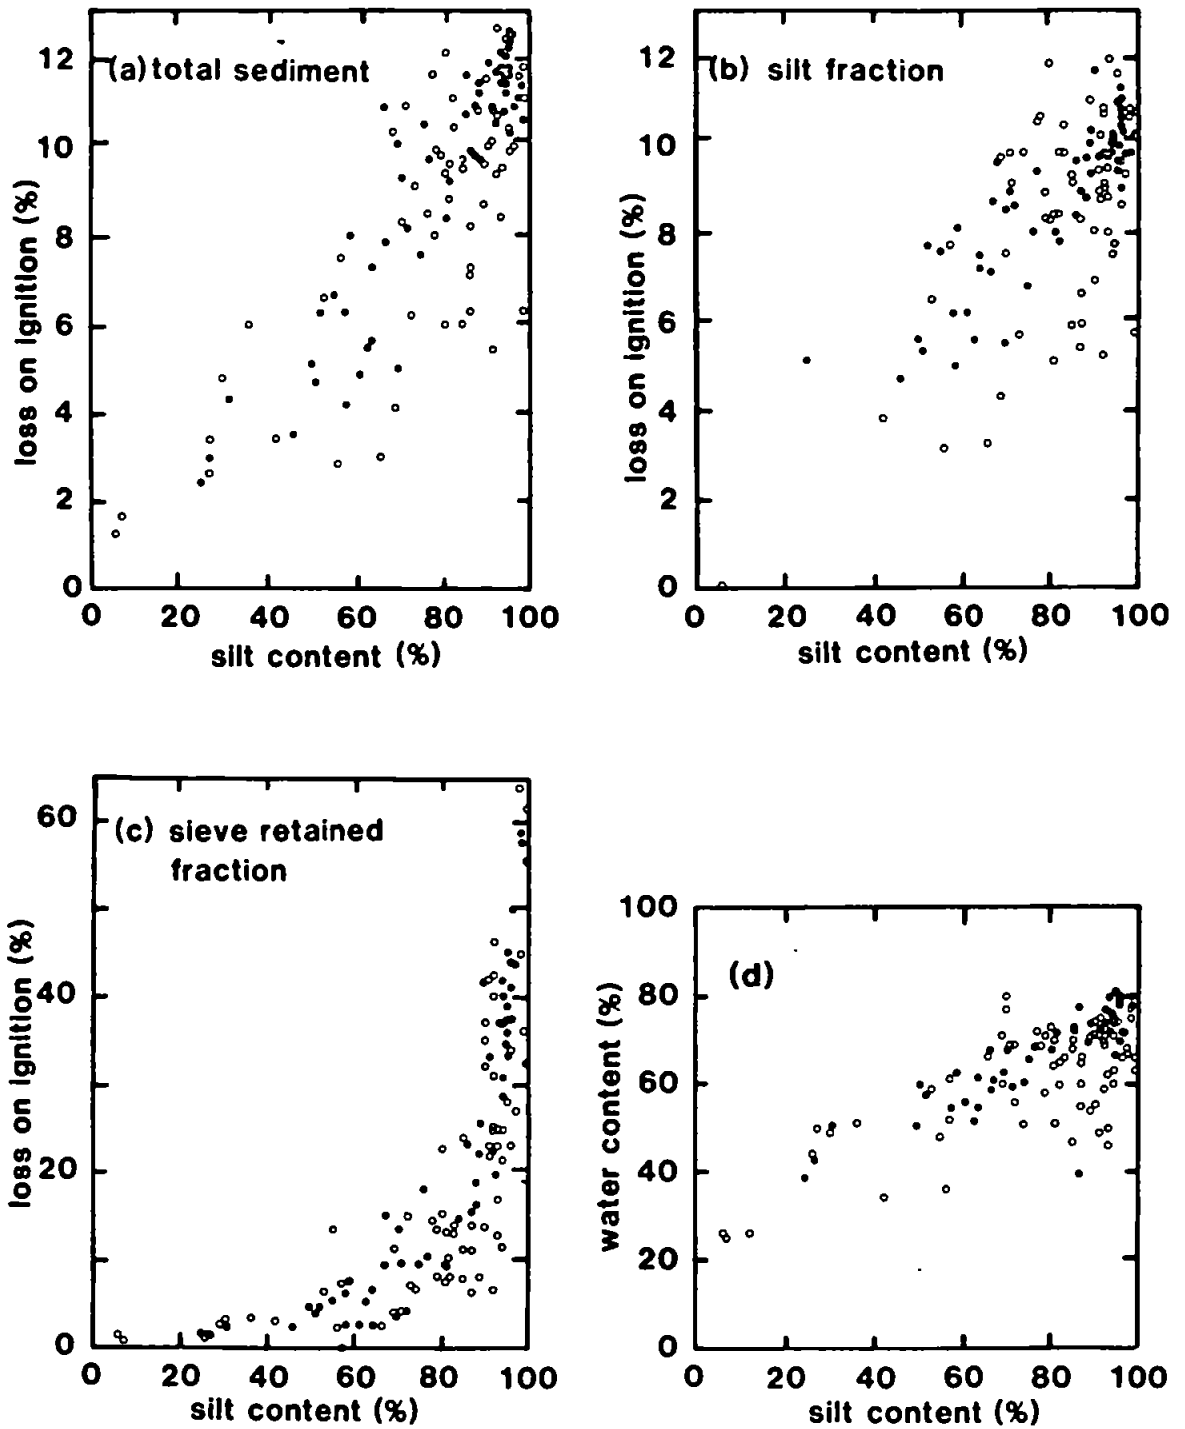 (a) total sediment
12
10
8
6
4
2
0
loss on ignition (%)
0 20 40 60 80 100
silt content (%)
(b) silt fraction
12
10
8
6
4
2
0
loss on ignition (%)
0 20 40 60 80 100
silt content (%)
(c) sieve retained
fraction
60
40
20
0
loss on ignition (%)
0 20 40 60 80 100
silt content (%)
(d)
100
80
60
40
20
0
water content (%)
0 20 40 60 80 100
silt content (%)